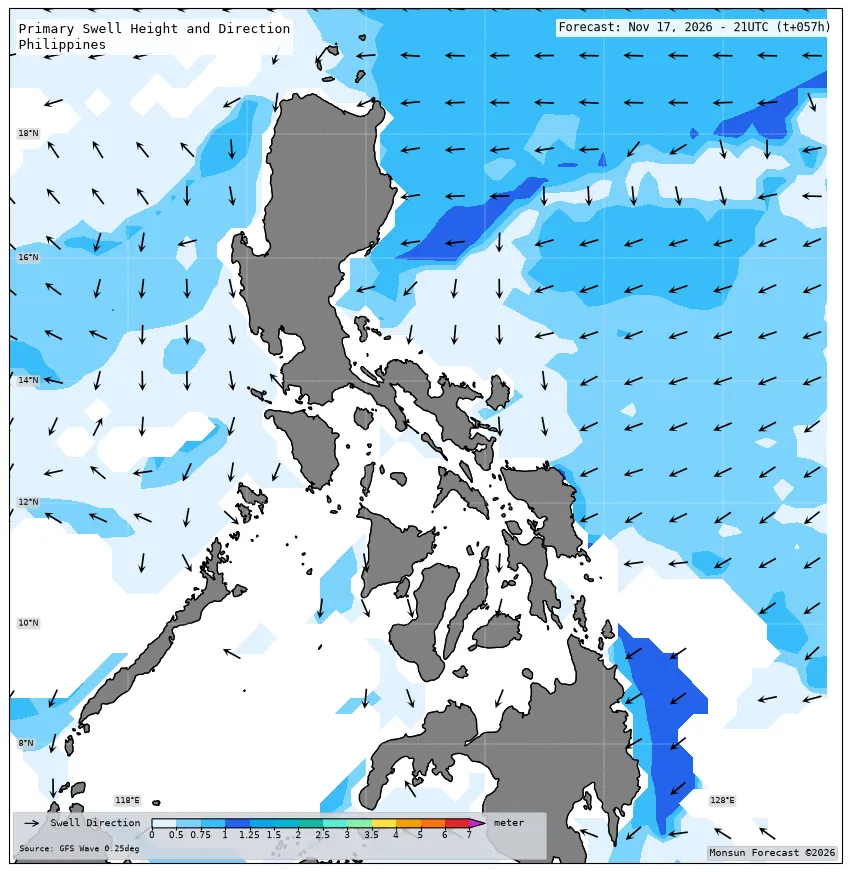 Primary Swell Height and Direction
Philippines
Forecast: Nov 17, 2026 - 21UTC (t+057h)
18°N
16°N
14°N
12°N
10°N
8°N
118°E
128°E
Swell Direction
0 0.5 0.75 1 1.25 1.5 2 2.5 3 3.5 4 4 5 6 7
meter
Source: GFS Wave 0.25deg
Monsun Forecast ©2026